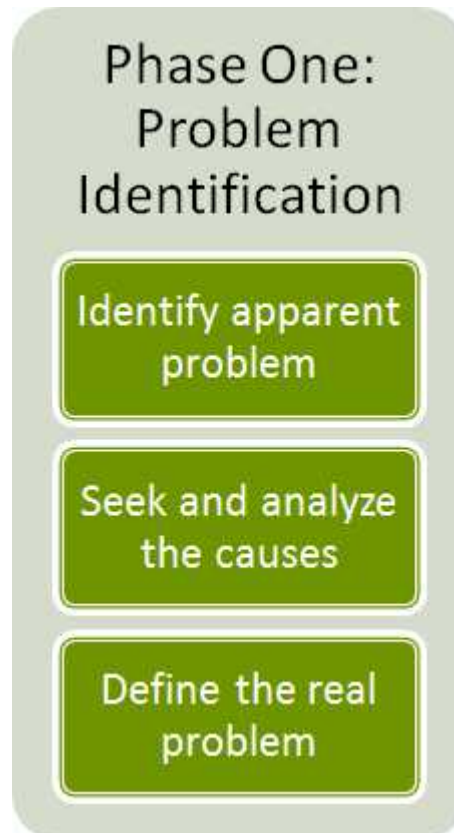 Phase One:
Problem
Identification
Identify apparent
problem
Seek and analyze
the causes
Define the real
problem